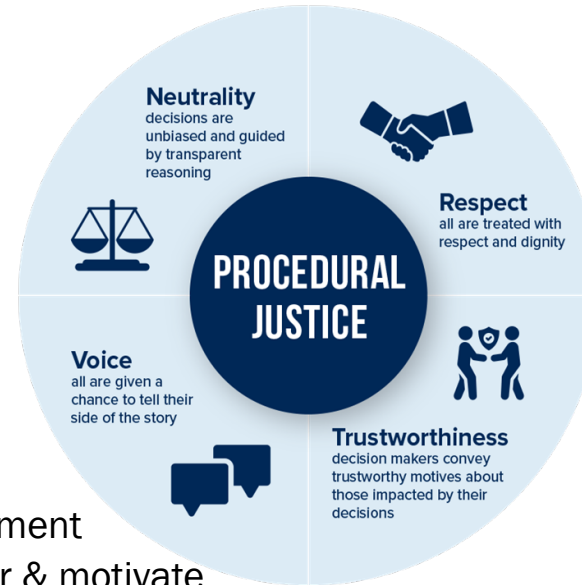 Neutrality
decisions are
unbiased and guided
by transparent
reasoning
Respect
all are treated with
respect and dignity
PROCEDURAL
JUSTICE
Voice
all are given a
chance to tell their
side of the story
Trustworthiness
decision makers convey
trustworthy motives about
those impacted by their
decisions
ment
r & motivate